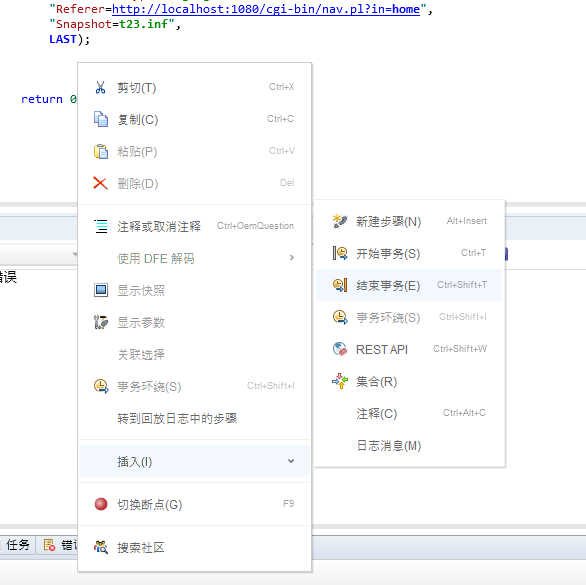 "Referer=http://localhost:1080/cgi-bin/nav.pl?in=home",
"Snapshot=t23.inf",
LAST);
return 0
剪切(T) Ctrl+X
复制(C) Ctrl+C
粘贴(P) Ctrl+V
删除(D) Del
注释或取消注释 Ctrl+OemQuestion
使用 DFE 解码
显示快照
显示参数
关联选择
事务环绕(S) Ctrl+Shift+I
转到回放日志中的步骤
插入(I)
切换断点(G) F9
搜索社区
新建步骤(N) Alt+Insert
开始事务(S) Ctrl+T
结束事务(E) Ctrl+Shift+T
事务环绕(S) Ctrl+Shift+I
REST API Ctrl+Shift+W
集合(R)
注释(C) Ctrl+Alt+C
日志消息(M)
错误
任务 错